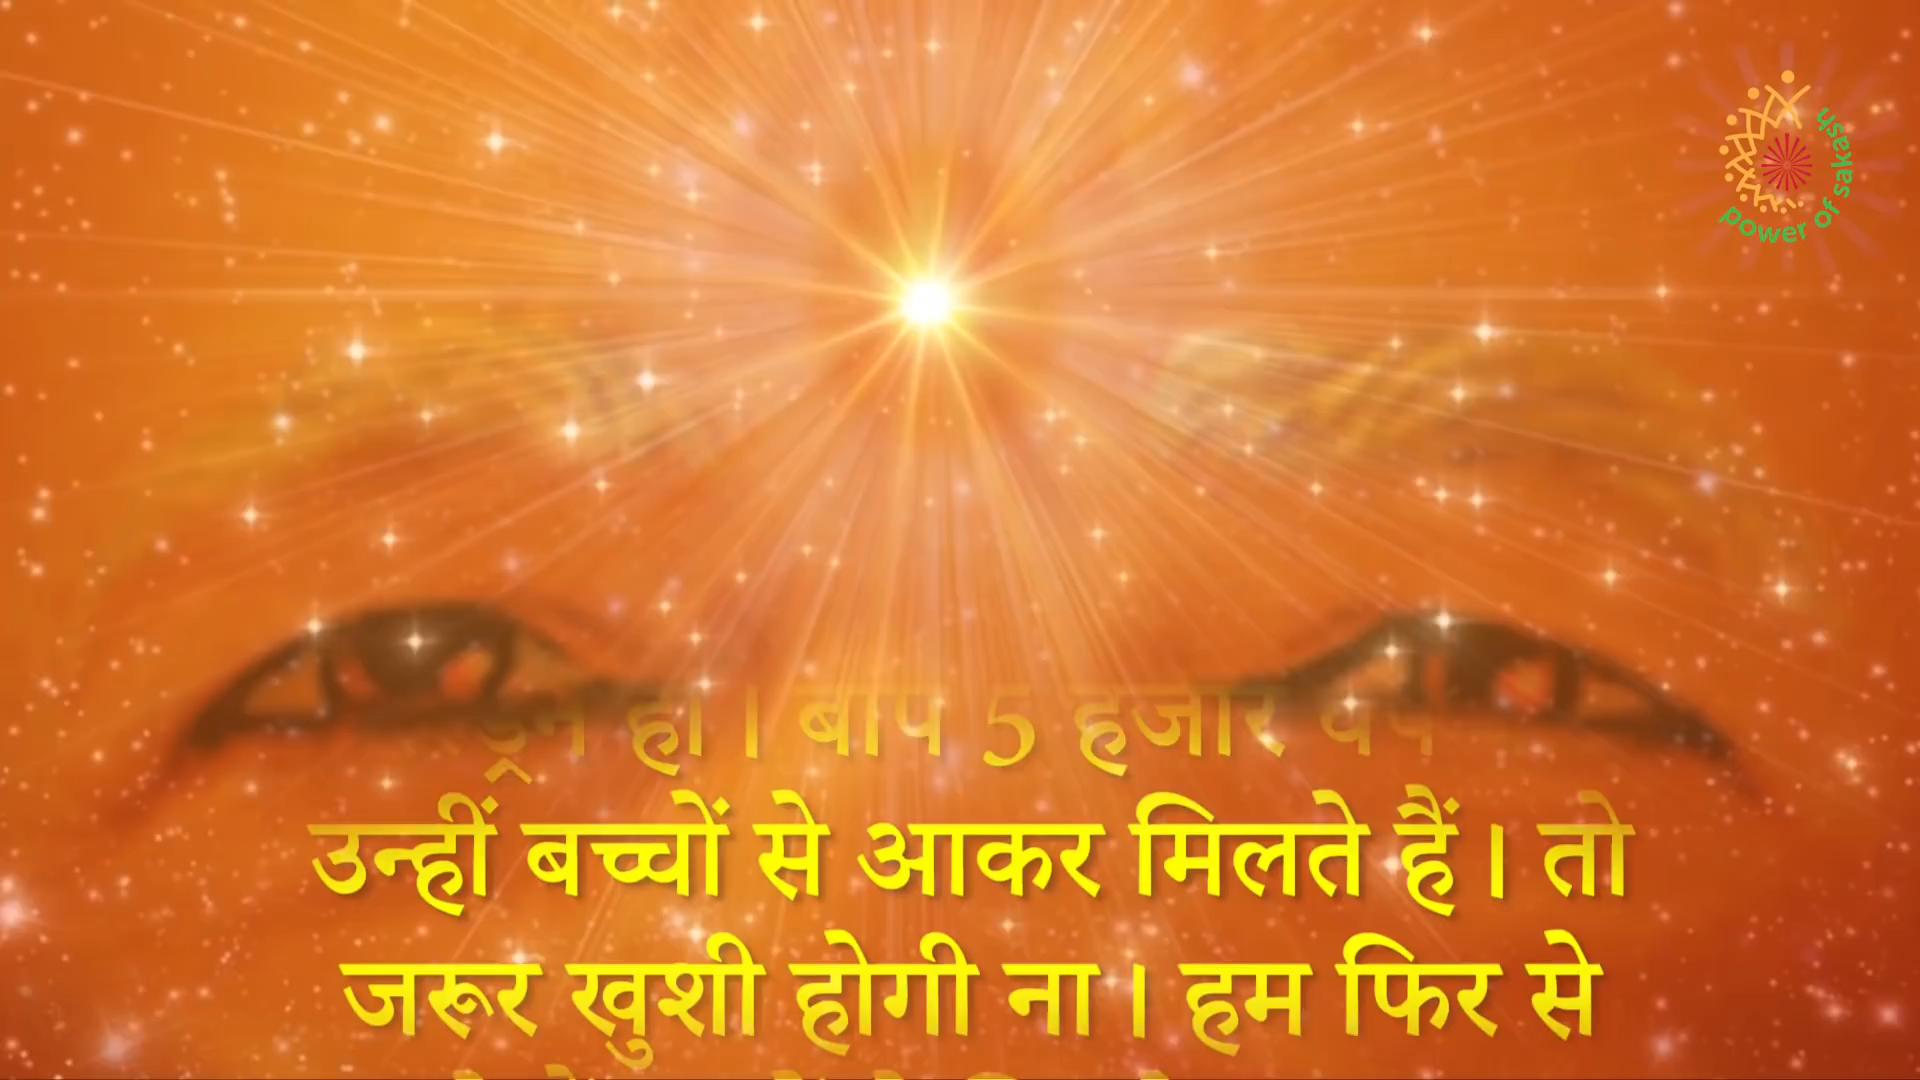 power of sakash
हो। बाप 5 हजार
उन्हीं बच्चों से आकर मिलते हैं। तो
जरूर खुशी होगी ना। हम फिर से